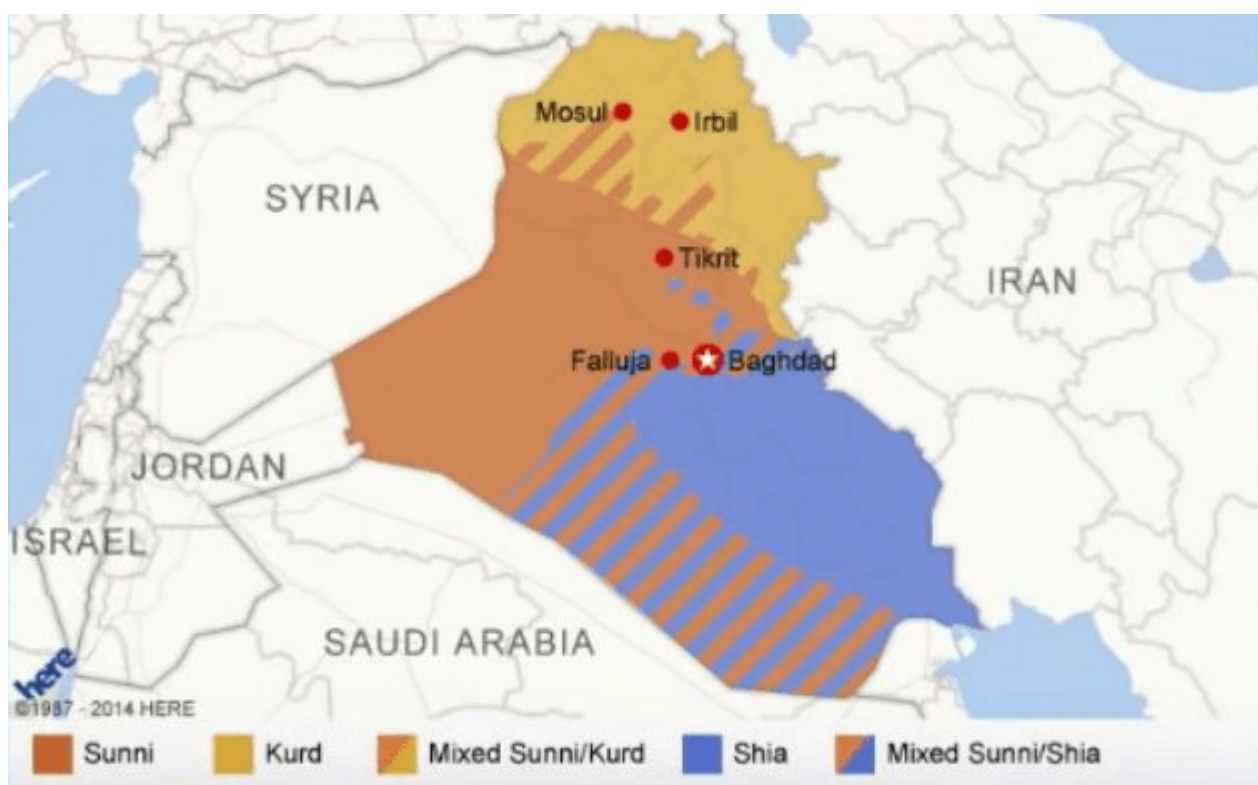 Mosul
Irbil
SYRIA
Tikrit
IRAN
Falluja
Baghdad
JORDAN
ISRAEL
SAUDI ARABIA
here
©1987 - 2014 HERE
Sunni
Kurd
Mixed Sunni/Kurd
Shia
Mixed Sunni/Shia